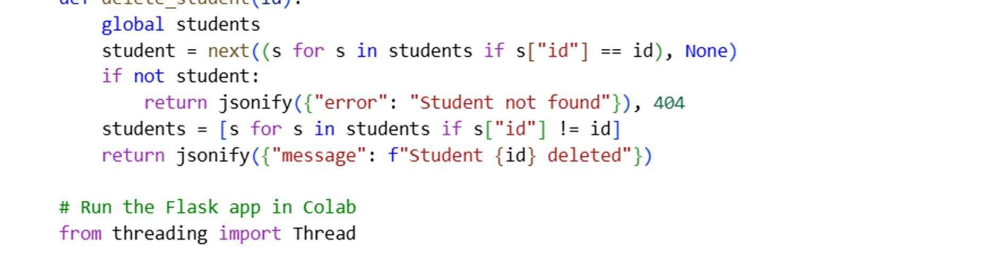 def delete_student(id):
    global students
    student = next((s for s in students if s["id"] == id), None)
    if not student:
        return jsonify({"error": "Student not found"}), 404
    students = [s for s in students if s["id"] != id]
    return jsonify({"message": f"Student {id} deleted"})

# Run the Flask app in Colab
from threading import Thread